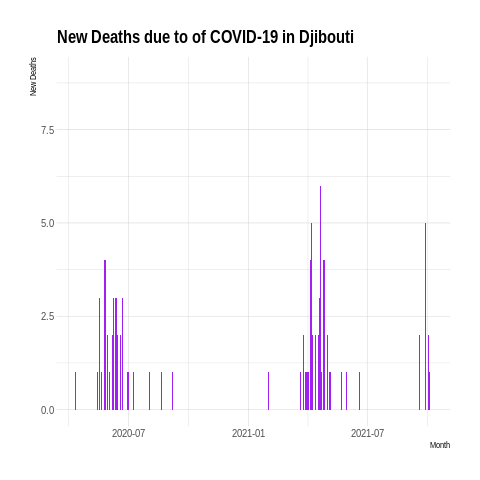 New Deaths due to of COVID-19 in Djibouti
New Deaths
7.5
5.0
2.5
0.0
2020-07
2021-01
2021-07
Month